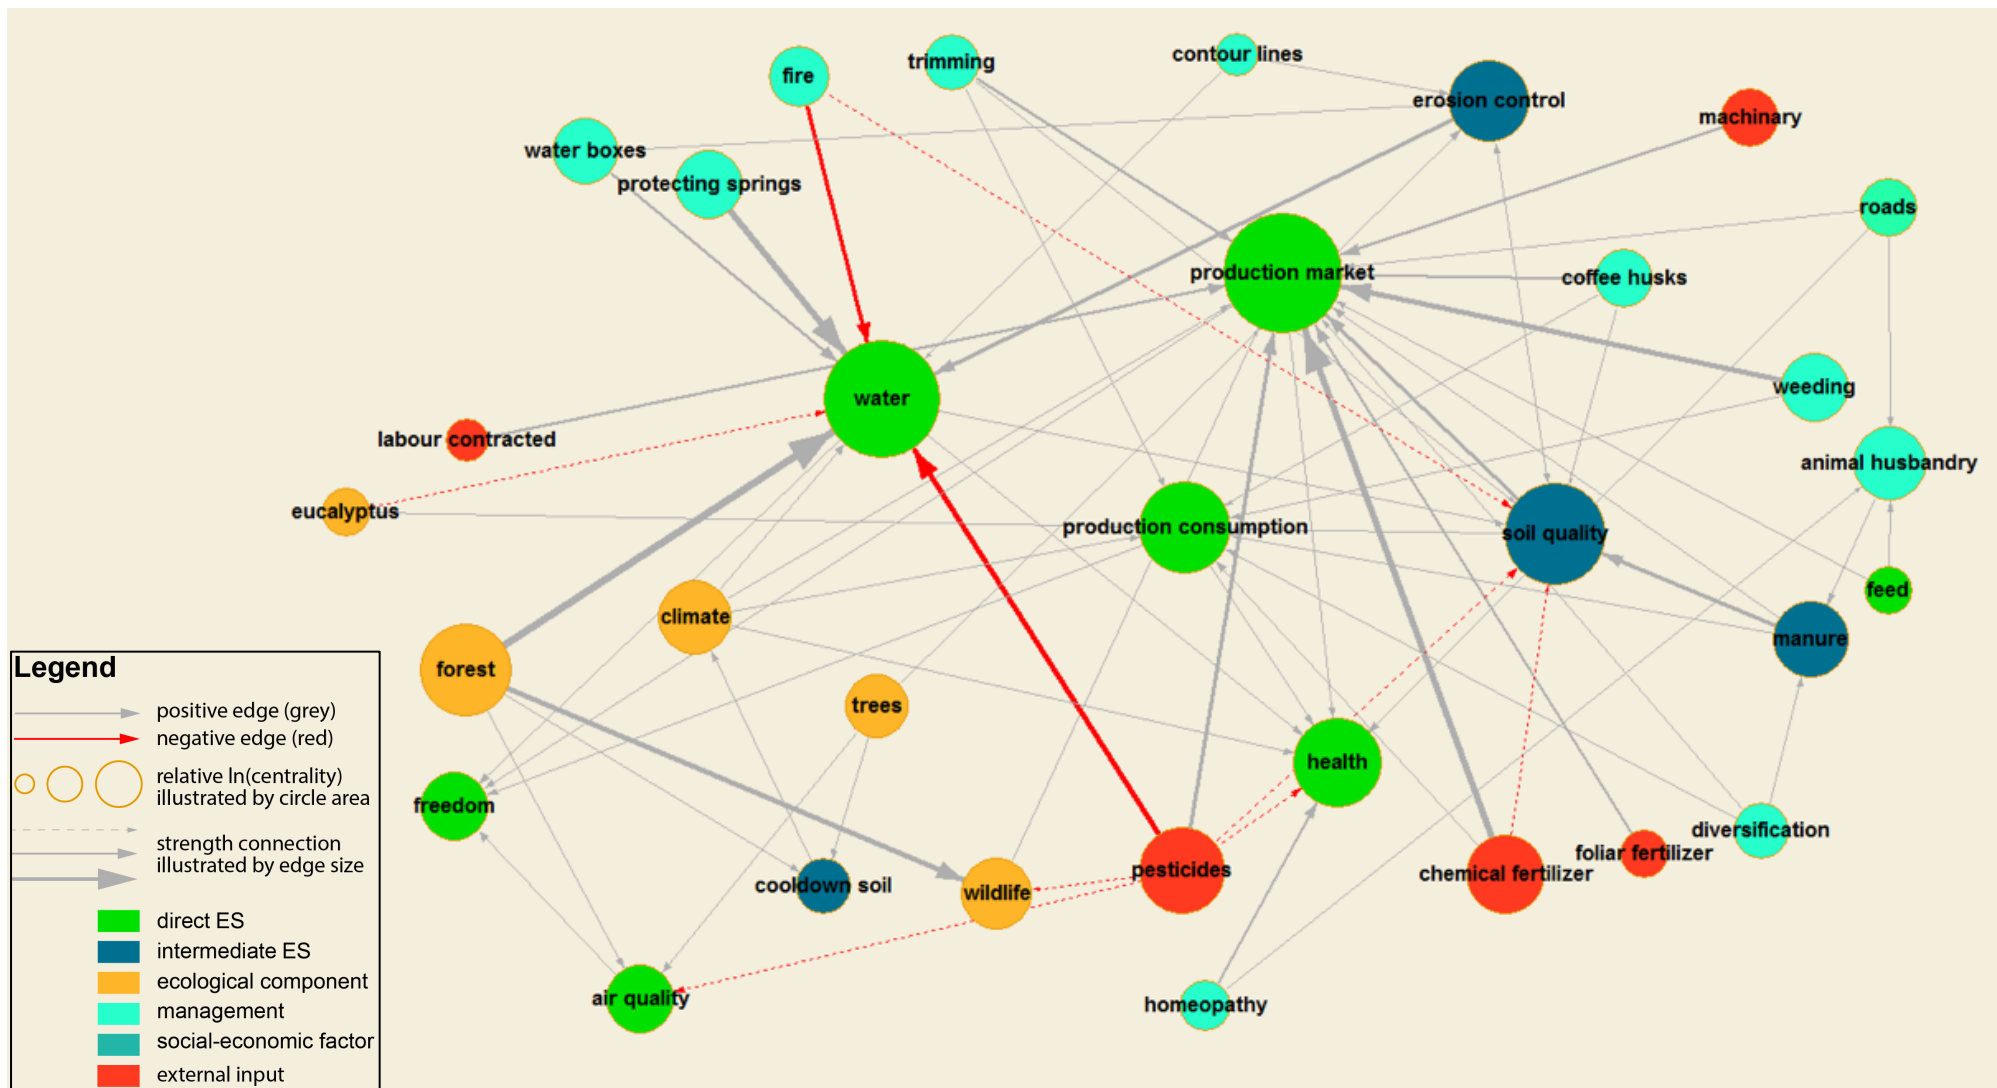 contour lines
trimming
fire
erosion control
machinary
water boxes
protecting springs
roads
production market
coffee husks
weeding
water
labour contracted
animal husbandry
eucalyptus
production consumption
soil quality
feed
climate
manure
forest
trees
health
freedom
diversification
foliar fertilizer
pesticides
chemical fertilizer
cooldown soil
wildlife
air quality
homeopathy
Legend
positive edge (grey)
negative edge (red)
relative ln(centrality)
illustrated by circle area
strength connection
illustrated by edge size
direct ES
intermediate ES
ecological component
management
social-economic factor
external input